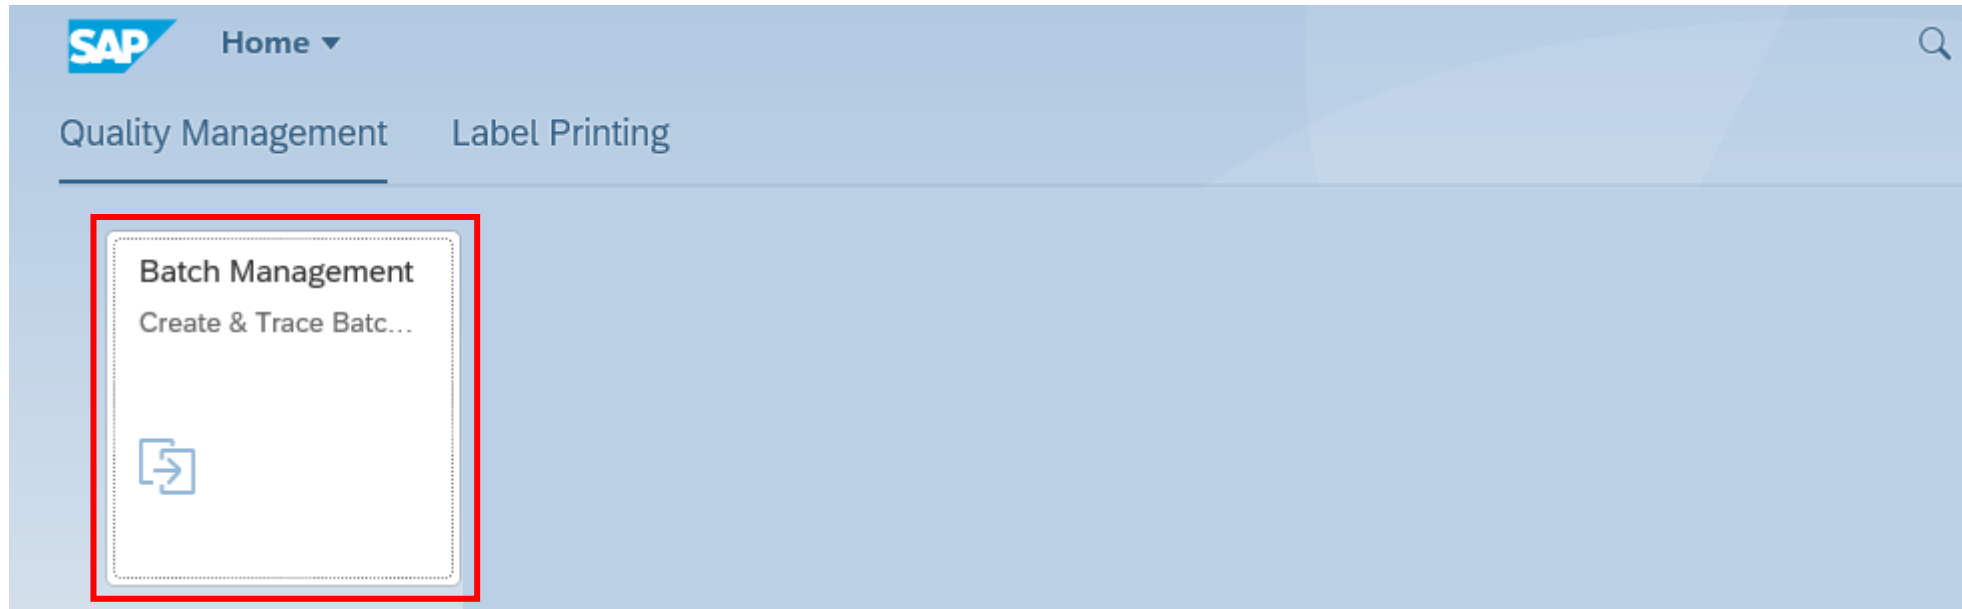 SAP Home
Quality Management Label Printing
Batch Management
Create & Trace Batc...